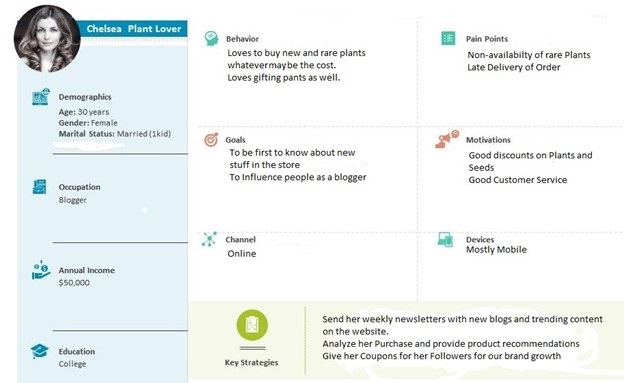 Chelsea Plant Lover
Demographics
Age: 30 years
Gender: Female
Marital Status: Married (1kid)
Occupation
Blogger
Annual Income
$50,000
Education
College
Behavior
Loves to buy new and rare plants
whatevermaybe the cost.
Loves gifting pants as well.
Pain Points
Non-availabilty of rare Plants
Late Delivery of Order
Goals
To be first to know about new
stuff in the store
To Influence people as a blogger
Motivations
Good discounts on Plants and
Seeds
Good Customer Service
Channel
Online
Devices
Mostly Mobile
Key Strategies
Send her weekly newsletters with new blogs and trending content
on the website.
Analyze her Purchase and provide product recommendations
Give her Coupons for her Followers for our brand growth